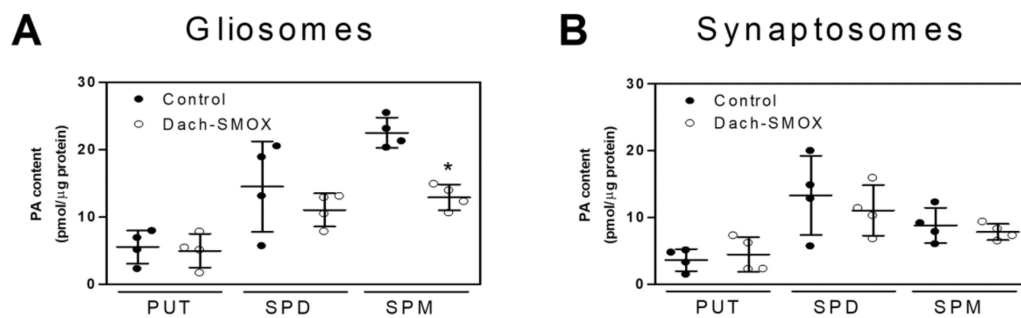 A Gliosomes
PA content
(pmol/μg protein)
30
20
10
0
Control
Dach-SMOX
*
PUT SPD SPM
B Synaptosomes
PA content
(pmol/μg protein)
30
20
10
0
Control
Dach-SMOX
PUT SPD SPM